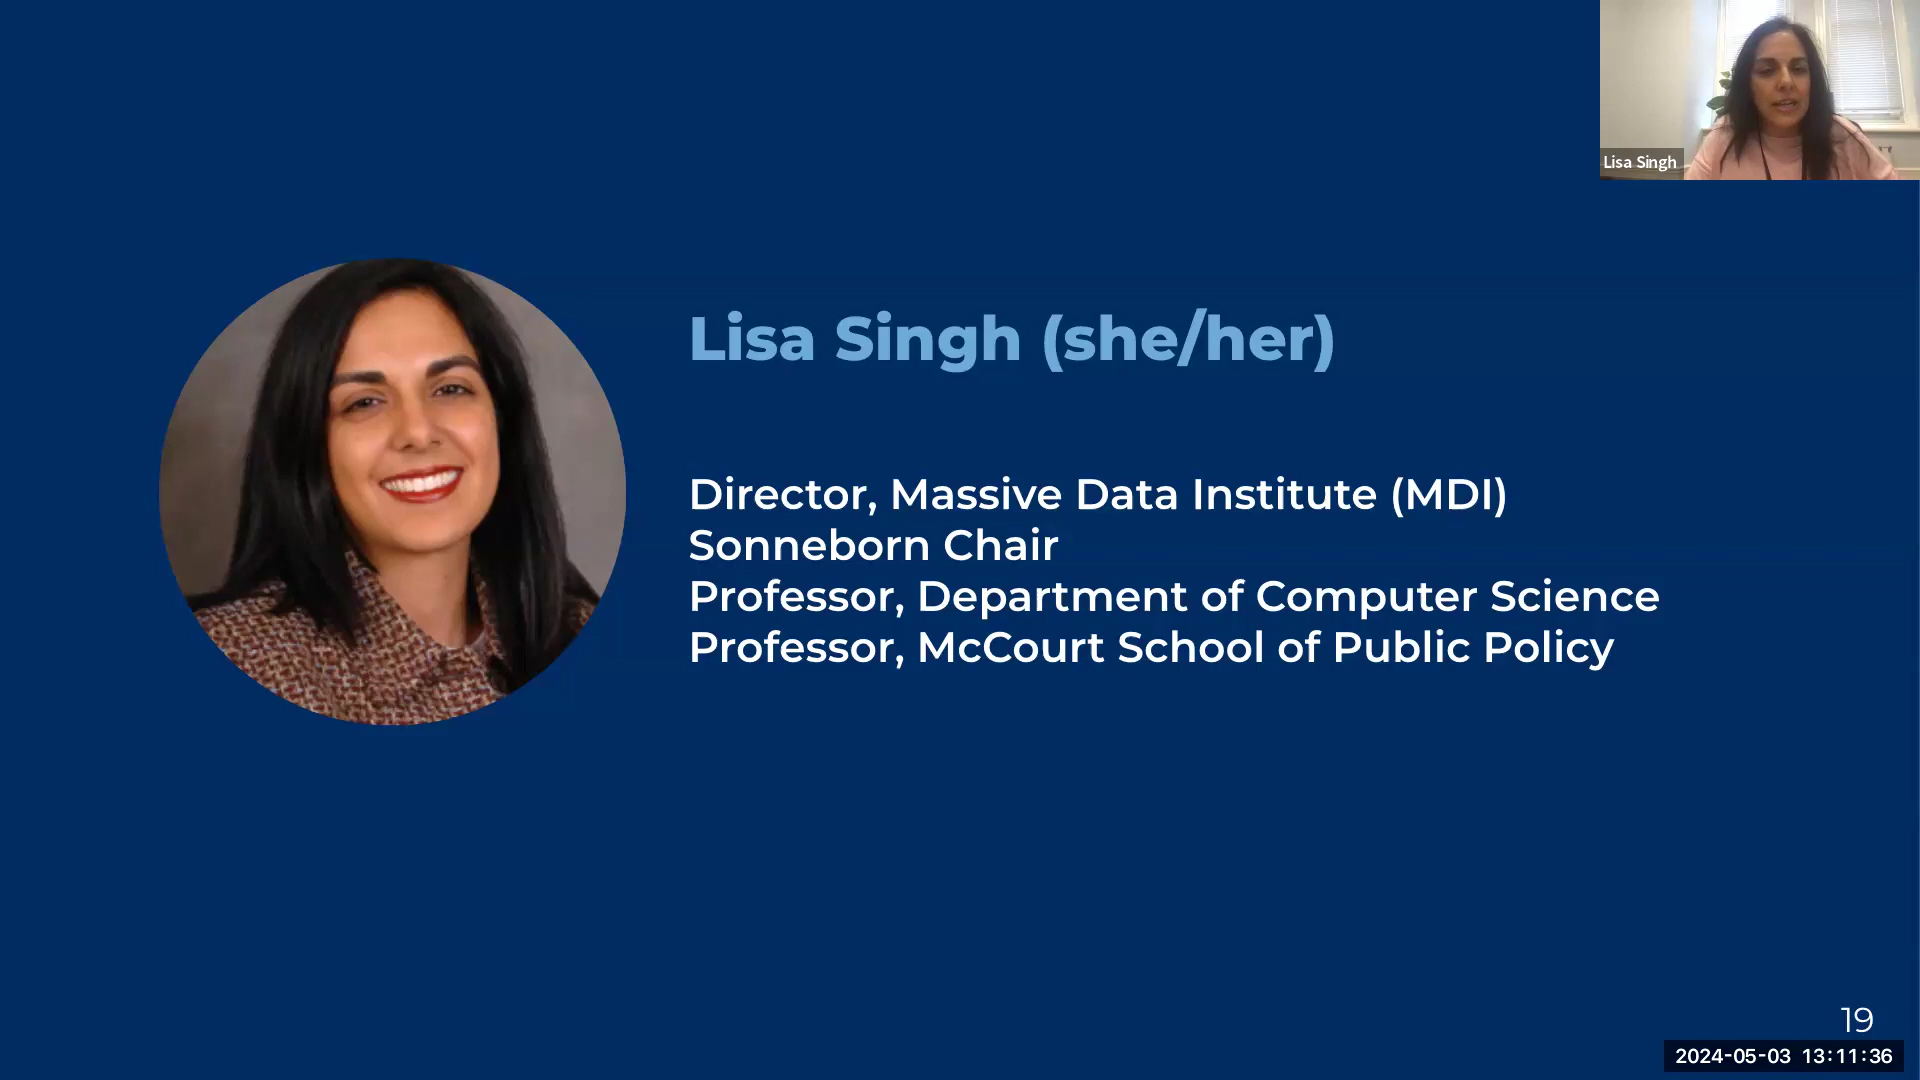 Lisa Singh
Lisa Singh (she/her)
Director, Massive Data Institute (MDI)
Sonneborn Chair
Professor, Department of Computer Science
Professor, McCourt School of Public Policy
19
2024-05-03 13:11:36